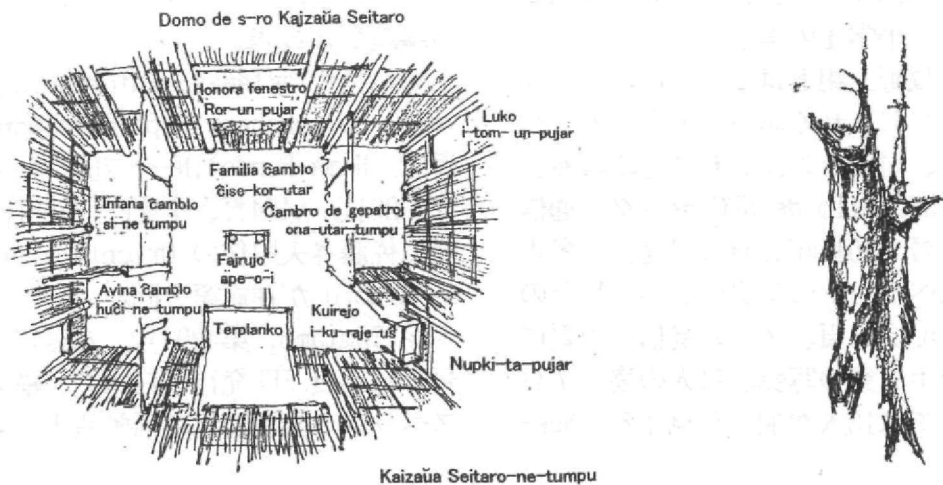 Domo de s-ro Kajzaŭa Seitaro
Honora fenestro
Ror-un-pujar
Luko
i-tom-un-pujar
Familia ĉamblo
ĉise-kor-utar
Infana ĉamblo
si-ne tumpu
Ĉambro de gepatroj
ona-utar tumpu
Fajrujo
ape-o-i
Avina ĉamblo
huĉi-ne-tumpu
Terplanko
Kuirejo
i-ku-raje-uŝ
Nupki-ta-pujar
Kaizaŭa Seitaro-ne-tumpu